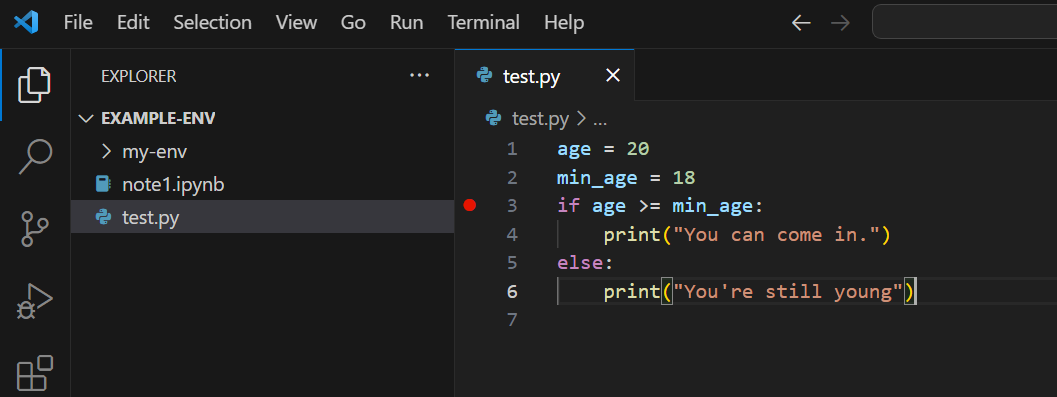 File Edit Selection View Go Run Terminal Help
EXPLORER ···
EXAMPLE-ENV
my-env
note1.ipynb
test.py
test.py
test.py > ...
1 age = 20
2 min_age = 18
3 if age >= min_age:
4 print("You can come in.")
5 else:
6 print("You're still young")
7